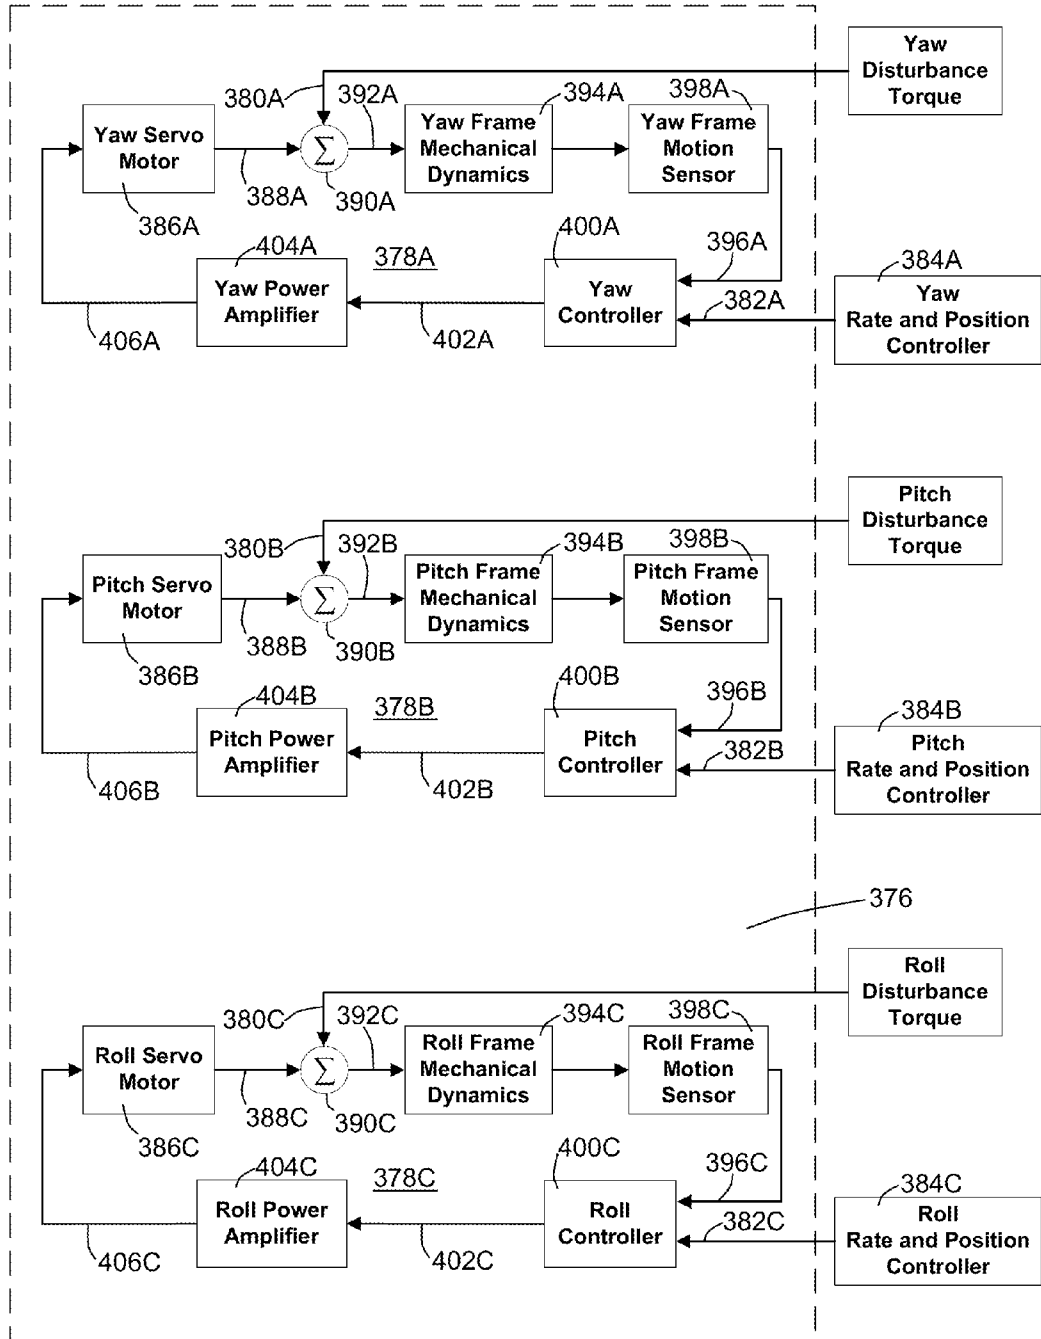 Yaw
Disturbance
Torque
380A
392A
394A
398A
Yaw Servo
Motor
Σ
Yaw Frame
Mechanical
Dynamics
Yaw Frame
Motion
Sensor
386A
388A
390A
404A
378A
400A
396A
384A
Yaw Power
Amplifier
Yaw
Controller
382A
Yaw
Rate and Position
Controller
406A
402A
Pitch
Disturbance
Torque
380B
392B
394B
398B
Pitch Servo
Motor
Σ
Pitch Frame
Mechanical
Dynamics
Pitch Frame
Motion
Sensor
386B
388B
390B
404B
378B
400B
396B
384B
Pitch Power
Amplifier
Pitch
Controller
382B
Pitch
Rate and Position
Controller
406B
402B
376
Roll
Disturbance
Torque
380C
392C
394C
398C
Roll Servo
Motor
Σ
Roll Frame
Mechanical
Dynamics
Roll Frame
Motion
Sensor
386C
388C
390C
404C
378C
400C
396C
384C
Roll Power
Amplifier
Roll
Controller
382C
Roll
Rate and Position
Controller
406C
402C